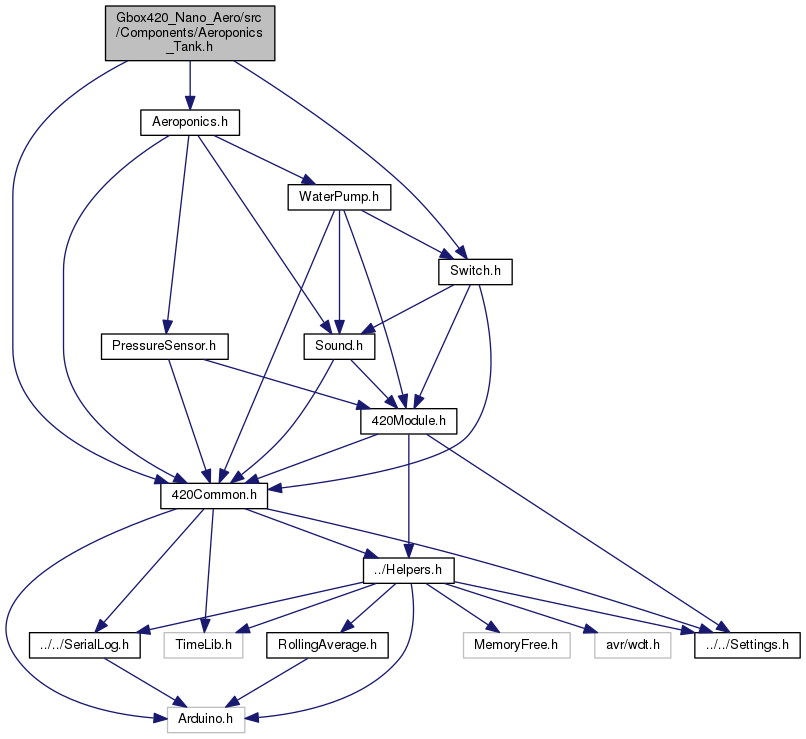 Gbox420_Nano_Aero/src
/Components/Aeroponics
_Tank.h
Aeroponics.h
WaterPump.h
Switch.h
PressureSensor.h
Sound.h
420Module.h
420Common.h
../Helpers.h
../../SerialLog.h
TimeLib.h
RollingAverage.h
MemoryFree.h
avr/wdt.h
../../Settings.h
Arduino.h